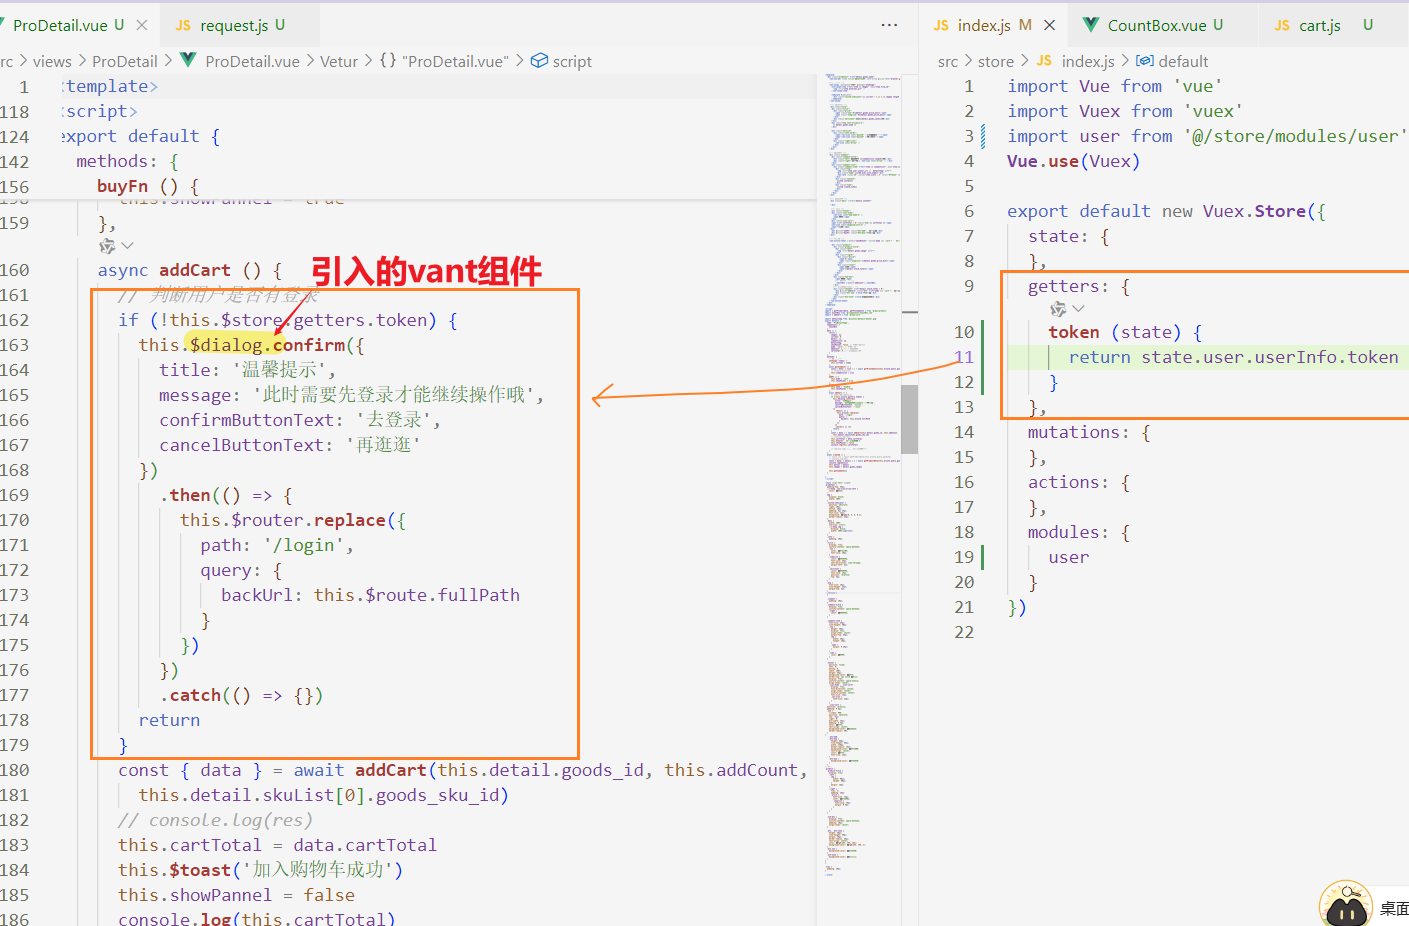 ProDetail.vue U
JS request.js U
rc > views > ProDetail > ProDetail.vue > Vetur > {} "ProDetail.vue" > script
1 <template>
118 <script>
124 export default {
142 methods: {
156 buyFn () {
158 this.showPannel = true
159 },
160 async addCart () {
引入的vant组件
161 // 判断用户是否有登录
162 if (!this.$store.getters.token) {
163 this.$dialog.confirm({
164 title: '温馨提示',
165 message: '此时需要先登录才能继续操作哦',
166 confirmButtonText: '去登录',
167 cancelButtonText: '再逛逛'
168 })
169 .then(() => {
170 this.$router.replace({
171 path: '/login',
172 query: {
173 backUrl: this.$route.fullPath
174 }
175 })
176 })
177 .catch(() => {})
178 return
179 }
180 const { data } = await addCart(this.detail.goods_id, this.addCount,
181 this.detail.skuList[0].goods_sku_id)
182 // console.log(res)
183 this.cartTotal = data.cartTotal
184 this.$toast('加入购物车成功')
185 this.showPannel = false
186 console.log(this.cartTotal)
JS index.js M
CountBox.vue U
JS cart.js U
src > store > JS index.js > default
1 import Vue from 'vue'
2 import Vuex from 'vuex'
3 import user from '@/store/modules/user'
4 Vue.use(Vuex)
5
6 export default new Vuex.Store({
7 state: {
8 },
9 getters: {
10 token (state) {
11 return state.user.userInfo.token
12 }
13 },
14 mutations: {
15 },
16 actions: {
17 },
18 modules: {
19 user
20 }
21 })
22
桌面